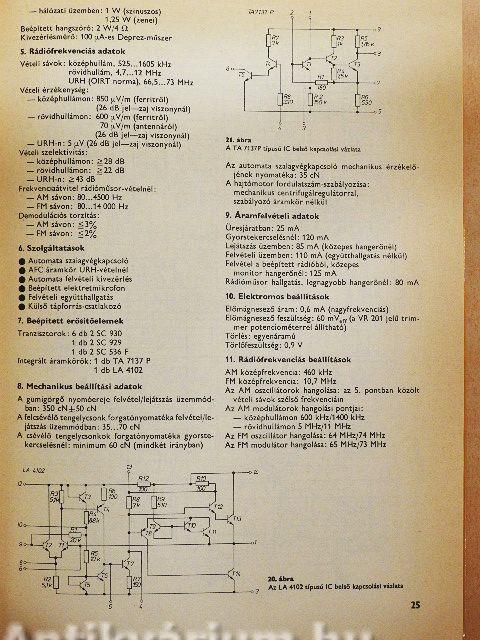 — hálózati üzemben: 1 W (szinuszos)
1,25 W (zenei)
Beépített hangszóró: 2 W/4 Ω
Kivezérlésmérő: 100 μA-es Deprez-műszer
5. Rádiófrekvenciás adatok
Vételi sávok: középhullám, 525...1605 kHz
rövidhullám, 4,7...12 MHz
URH (OIRT norma), 66,5...73 MHz
Vételi érzékenység:
— középhullámon: 850 μV/m (ferritről)
(26 dB jel—zaj viszonynál)
— rövidhullámon: 600 μV/m (ferritről)
70 μV/m (antennáról)
(26 dB jel—zaj viszonynál)
— URH-n: 5 μV (26 dB jel—zaj viszonynál)
Vételi szelektivitás:
— középhullámon: ≧28 dB
— rövidhullámon: ≧22 dB
— URH-n: ≧43 dB
Frekvenciaátvitel rádióműsor-vételnél:
— AM sávon: 80...4500 Hz
— FM sávon: 80...14 000 Hz
Demodulációs torzítás:
— AM sávon: ≦3%
— FM sávon: ≦2%
6. Szolgáltatások
● Automata szalagvégkapcsoló
● AFC áramkör URH-vételnél
● Automata felvételi kivezérlés
● Beépített elektretmikrofon
● Felvételi együtthallgatás
● Külső tápforrás-csatlakozó
7. Beépített erősítőelemek
Tranzisztorok: 6 db 2 SC 930
1 db 2 SC 929
1 db 2 SC 536 F
Integrált áramkörök: 1 db TA 7137 P
1 db LA 4102
8. Mechanikus beállítási adatok
A gumigörgő nyomóereje felvétel/lejátszás üzemmódban: 350 cN±50 cN
A felcsévélő tengelycsonk forgatónyomatéka felvétel/lejátszás üzemmódban: 35...70 cN
A csévélő tengelycsonkok forgatónyomatéka gyorstekercselésnél: minimum 60 cN (mindkét irányban)
TA 7137 P
21. ábra
A TA 7137P típusú IC belső kapcsolási vázlata
Az automata szalagvégkapcsoló mechanikus érzékelőjének nyomatéka: 35 cN
A hajtómotor fordulatszám-szabályozása:
mechanikus centrifugálregulátorral,
szabályozó áramkör nélkül
9. Áramfelvételi adatok
Üresjáratban: 25 mA
Gyorstekercselésnél: 120 mA
Lejátszás üzemben: 85 mA (közepes hangerőnél)
Felvételi üzemben: 110 mA (együtthallgatás nélkül)
Felvétel a beépített rádióból, közepes
monitor hangerőnél: 125 mA
Rádióműsor hallgatás, legnagyobb hangerőnél: 80 mA
10. Elektromos beállítások
Előmágnesező áram: 0,6 mA (nagyfrekvenciás)
Előmágnesező feszültség: 60 mVeff (a VR 201 jelű trimmer potenciométerrel állítható)
Törlés: egyenáramú
Törlőfeszültség: 0,9 V
11. Rádiófrekvenciás beállítások
AM középfrekvencia: 460 kHz
FM középfrekvencia: 10,7 MHz
Az AM oszcillátorok hangolása: az 5. pontban közölt
vételi sávok szélső frekvenciáin
Az AM modulátorok hangolási pontjai:
— középhullámon 600 kHz/1400 kHz
— rövidhullámon 5 MHz/11 MHz
Az FM oszcillátor hangolása: 64 MHz/74 MHz
Az FM modulátor hangolása: 65 MHz/73 MHz
LA 4102
20. ábra
Az LA 4102 típusú IC belső kapcsolási vázlata
25
Antikvárium.hu